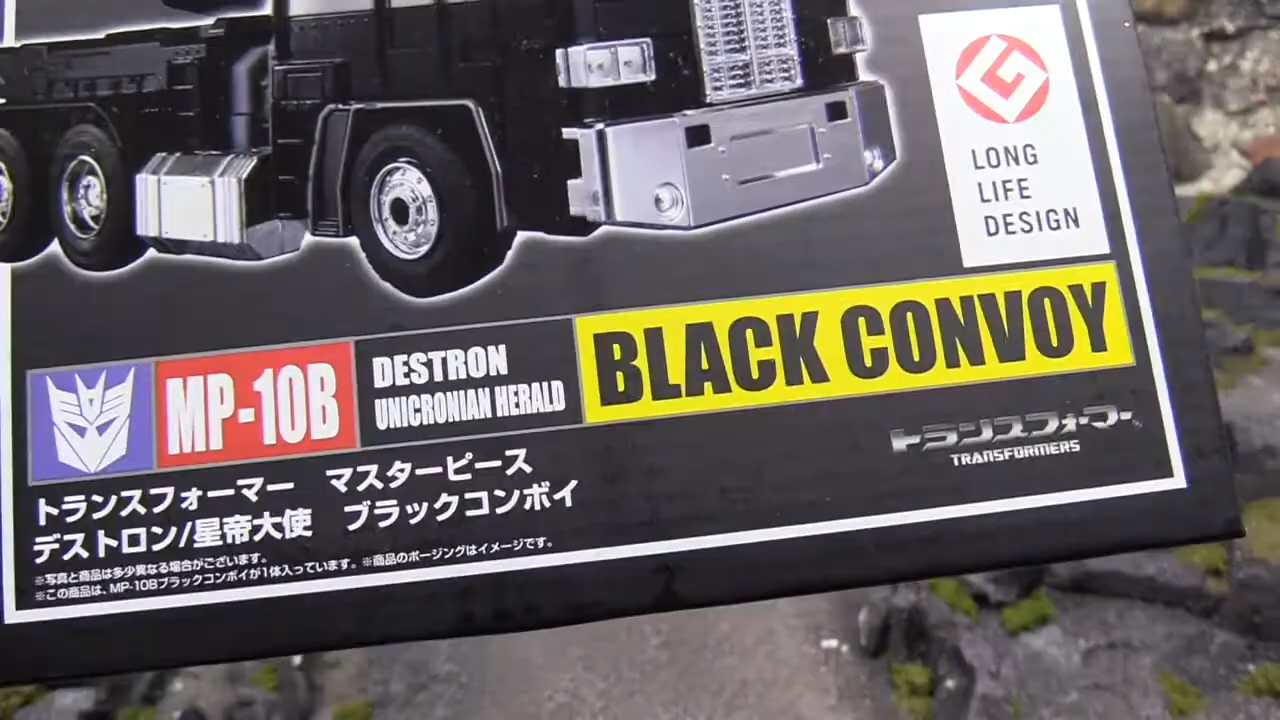 LONG
LIFE
DESIGN
MP-10B
DESTRON
UNICRONIAN HERALD
BLACK CONVOY
トランスフォーマー
TRANSFORMERS
トランスフォーマー マスターピース
デストロン/星帝大使 ブラックコンボイ
※写真と商品は多少異なる場合がございます。
※この商品は、MP-10Bブラックコンボイが1体入っています。※商品のポージングはイメージです。